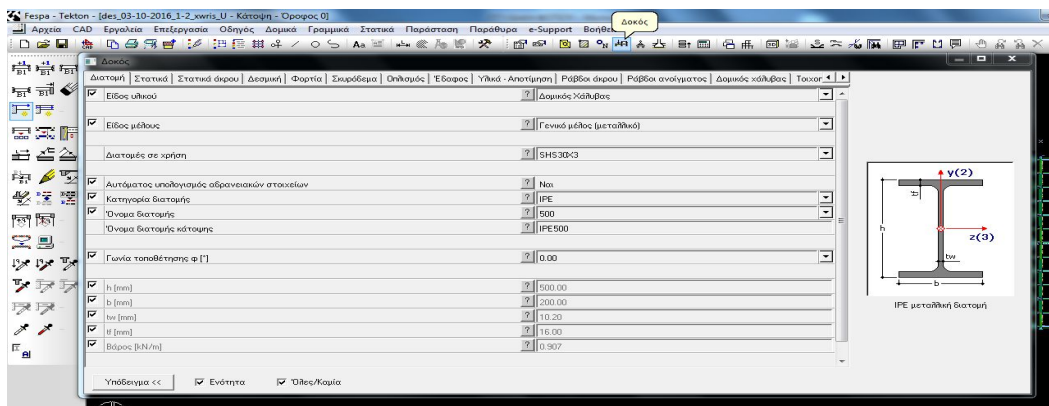 Fespa - Tekton - [des_03-10-2016_1-2_xwris_U - Κάτοψη - Όροφος 0]
Δοκός
Αρχεία CAD Εργαλεία Επεξεργασία Οδηγός Δομικά Γραμμικά Στατικά Παράσταση Παράθυρα e-Support Βοήθει
Δοκός
Διατομή Στατικά Στατικά άκρου Δεσμική Φορτία Σκυρόδεμα Οπλισμός Έδαφος Υλικά - Αποτίμηση Ράβδοι άκρου Ράβδοι ανοίγματος Δομικός χάλυβας Τοιχοπ
Είδος υλικού ? Δομικός Χάλυβας
Είδος μέλους ? Γενικό μέλος (μεταλλικό)
Διατομές σε χρήση ? SHS30X3
Αυτόματος υπολογισμός αδρανειακών στοιχείων ? Ναι
Κατηγορία διατομής ? IPE
Όνομα διατομής ? 500
Όνομα διατομής κάτοψης ? IPE500
Γωνία τοποθέτησης φ [°] ? 0.00
h [mm] ? 500.00
b [mm] ? 200.00
tw [mm] ? 10.20
tf [mm] ? 16.00
Βάρος [kN/m] ? 0.907
y(2)
tf
h
z(3)
tw
b
IPE μεταλλική διατομή
Υπόδειγμα << Ενότητα Όλες/Καμία